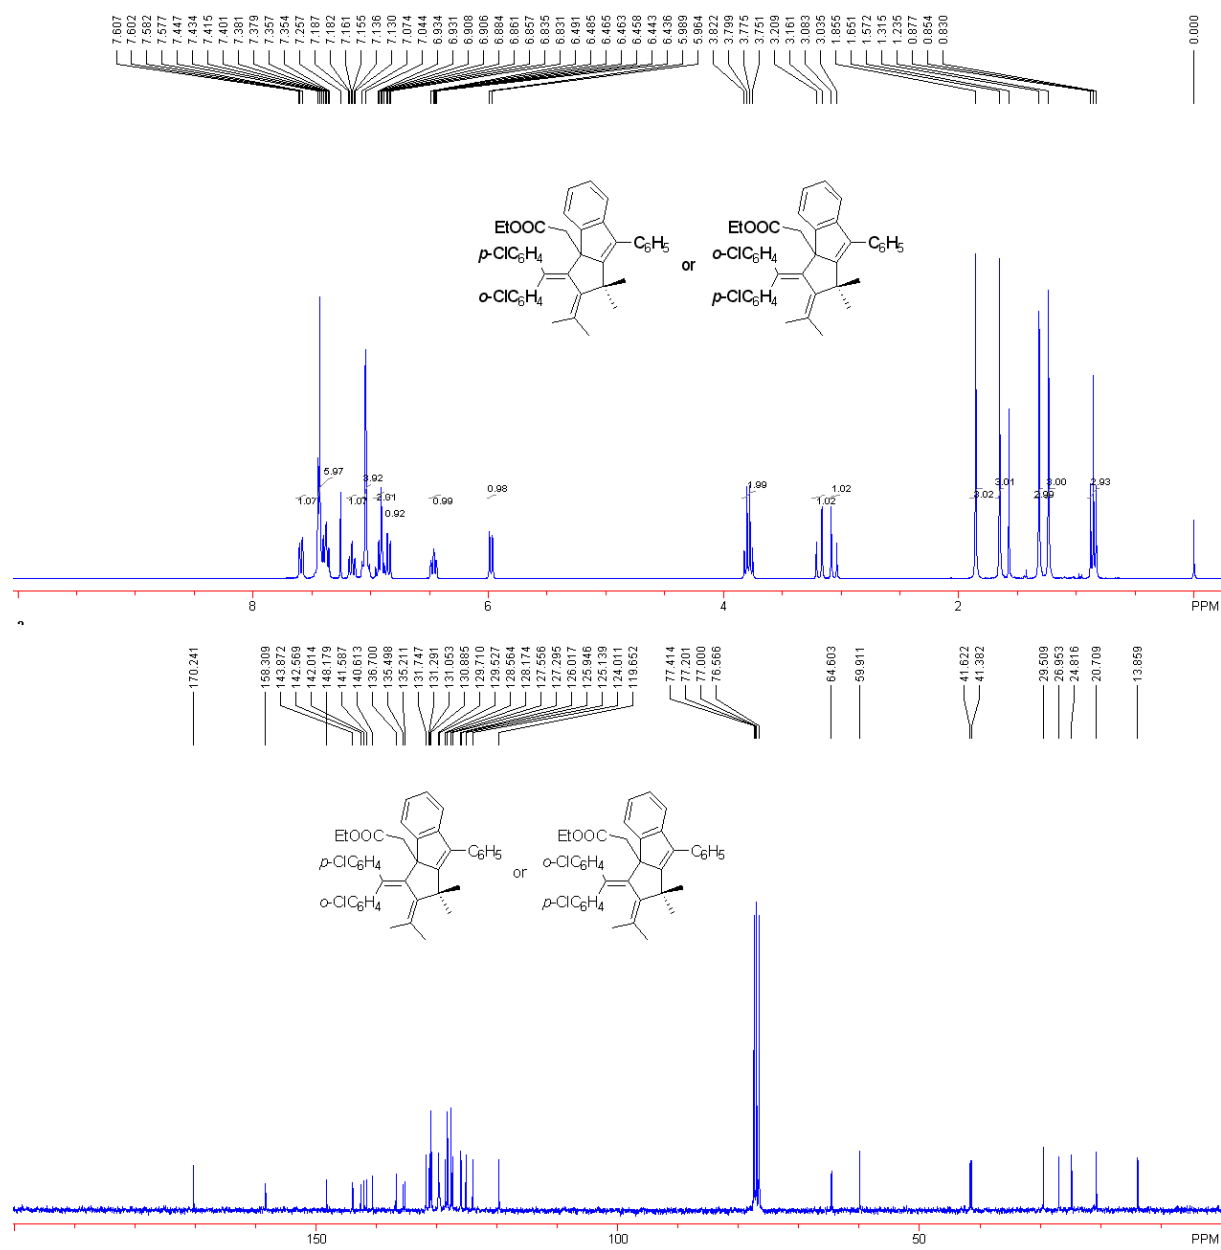 7.607 7.602 7.582 7.577 7.447 7.434 7.415 7.401 7.381 7.379 7.357 7.354 7.257 7.187 7.182 7.161 7.155 7.136 7.130 7.074 7.044 6.934 6.931 6.908 6.906 6.884 6.861 6.857 6.835 6.831 6.491 6.485 6.465 6.463 6.458 6.443 6.436 5.989 5.964 3.822 3.799 3.775 3.751 3.209 3.161 3.083 3.035 1.855 1.651 1.572 1.315 1.235 0.877 0.854 0.830 0.000
EtOOC
p-ClC6H4
C6H5
o-ClC6H4
or
EtOOC
o-ClC6H4
C6H5
p-ClC6H4
1.07 5.97 1.07 3.92 2.01 0.92 0.99 0.98 1.99 1.02 1.02 3.02 3.01 2.99 3.00 2.93
8 6 4 2 PPM
170.241 158.309 143.872 142.569 142.014 148.179 141.587 140.613 136.700 135.498 135.211 131.747 131.291 131.053 130.885 129.710 129.527 128.564 128.174 127.556 127.295 126.017 125.946 125.139 124.011 119.652 77.414 77.201 77.000 76.566 64.603 59.911 41.622 41.382 29.509 26.953 24.816 20.709 13.859
EtOOC
p-ClC6H4
C6H5
o-ClC6H4
or
EtOOC
o-ClC6H4
C6H5
p-ClC6H4
150 100 50 PPM